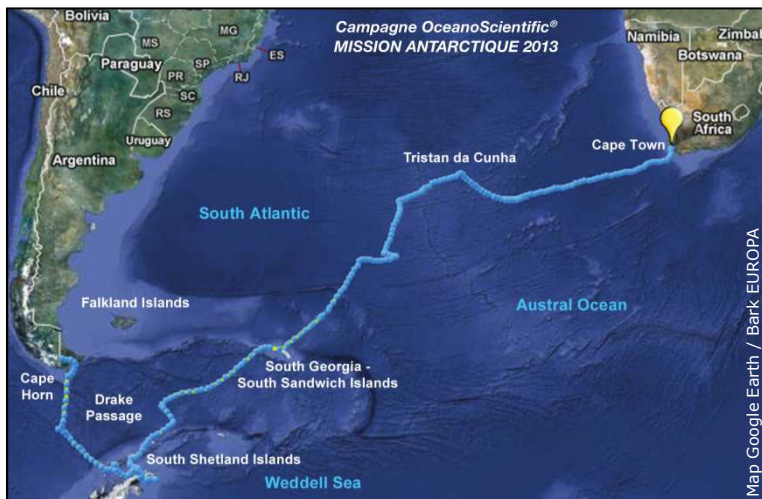 Campagne OceanoScientific®
MISSION ANTARCTIQUE 2013
Bolivia
MG
MS
ES
Paraguay
SP
PR
RJ
SC
Chile
RS
Uruguay
Argentina
Namibia
Zimbab
Botswana
South
Africa
Cape Town
Tristan da Cunha
South Atlantic
Austral Ocean
Falkland Islands
South Georgia -
South Sandwich Islands
Cape
Horn
Drake
Passage
South Shetland Islands
Weddell Sea
Map Google Earth / Bark EUROPA